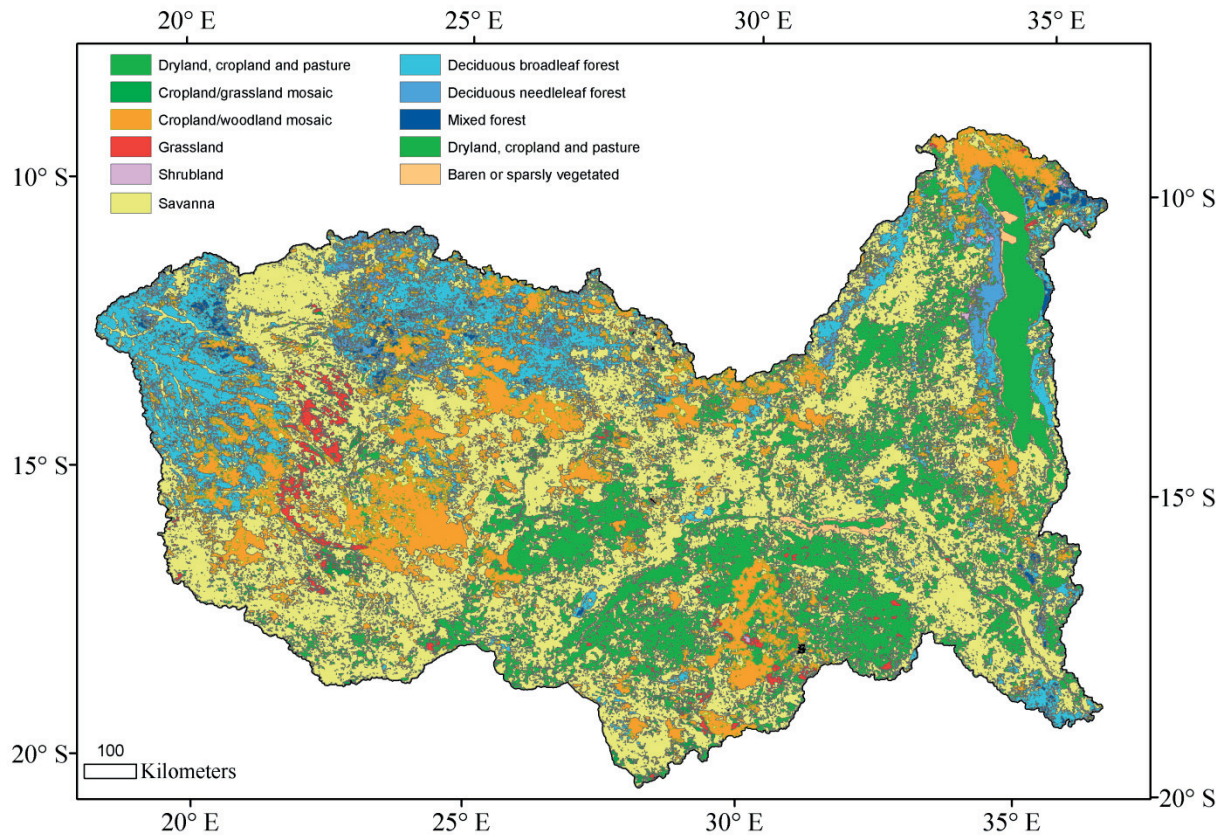 20° E 25° E 30° E 35° E
Dryland, cropland and pasture
Cropland/grassland mosaic
Cropland/woodland mosaic
Grassland
Shrubland
Savanna
Deciduous broadleaf forest
Deciduous needleleaf forest
Mixed forest
Dryland, cropland and pasture
Baren or sparsly vegetated
10° S
10° S
15° S
15° S
20° S
20° S
100
Kilometers
20° E 25° E 30° E 35° E